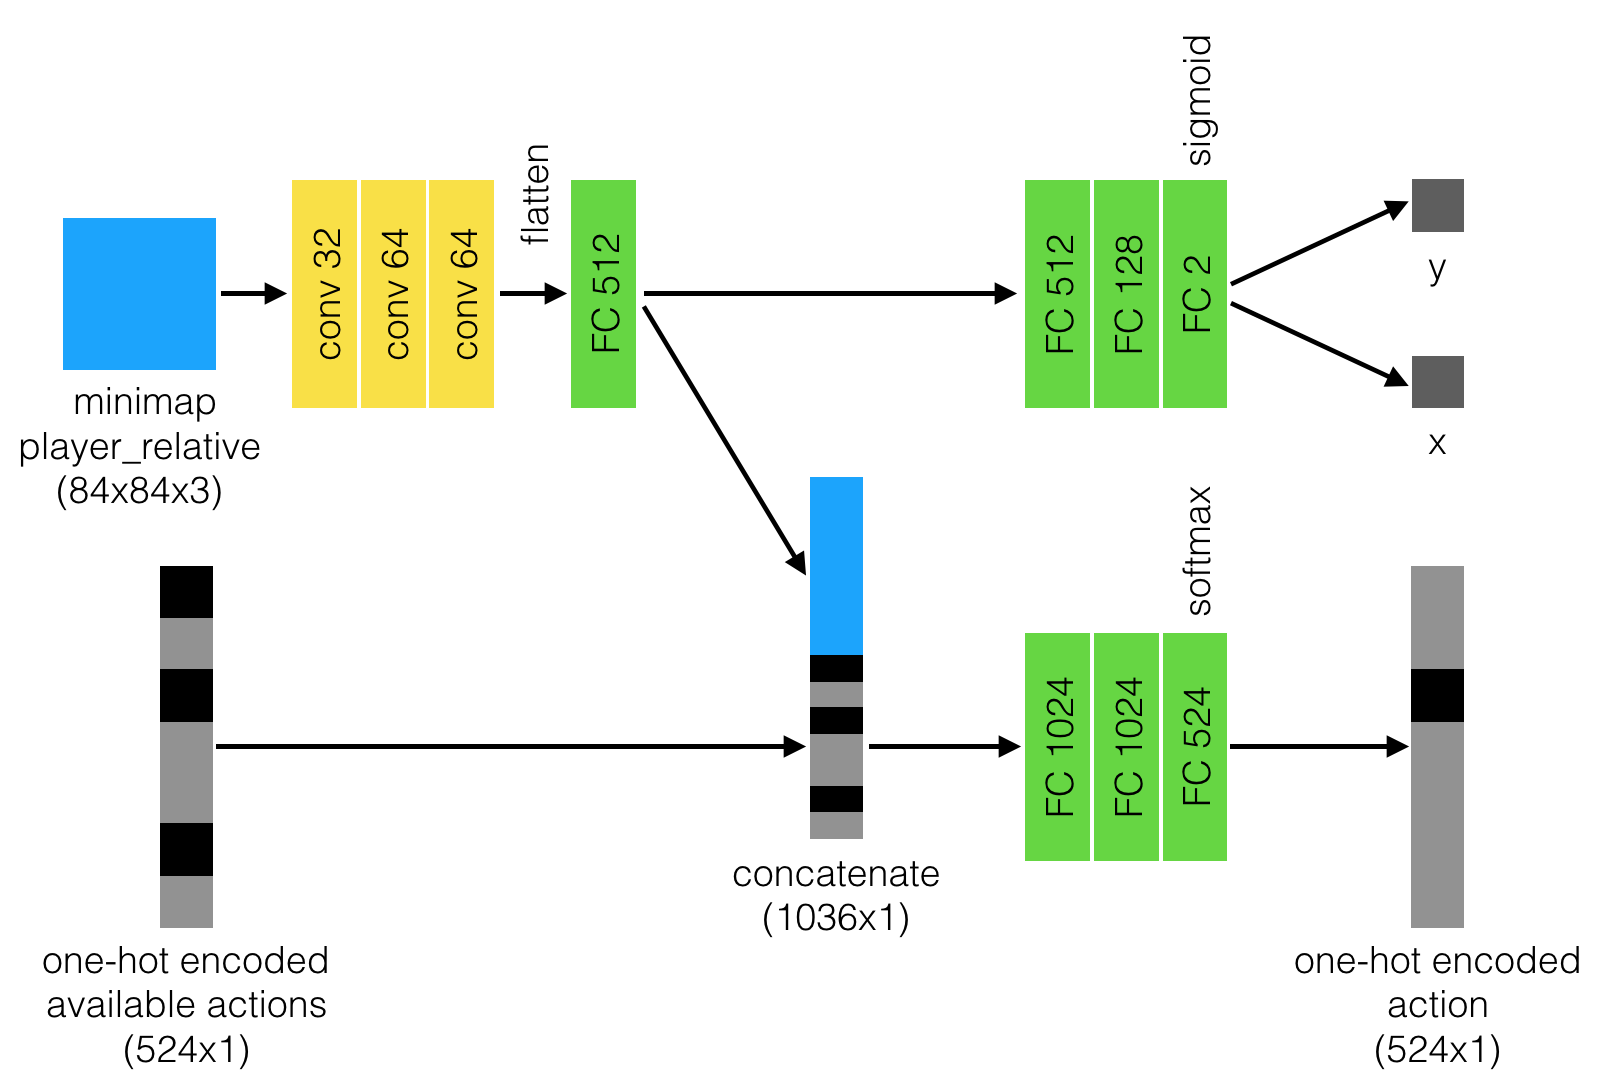 sigmoid
flatten
conv 32
conv 64
conv 64
FC 512
FC 512
FC 128
FC 2
y
x
minimap
player_relative
(84x84x3)
softmax
FC 1024
FC 1024
FC 524
concatenate
(1036x1)
one-hot encoded
available actions
(524x1)
one-hot encoded
action
(524x1)